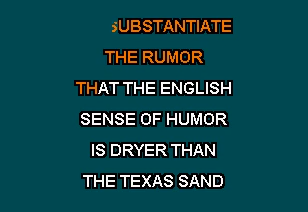 SUBSTANTIATE
THE RUMOR
THAT THE ENGLISH
SENSE OF HUMOR
IS DRYER THAN
THE TEXAS SAND